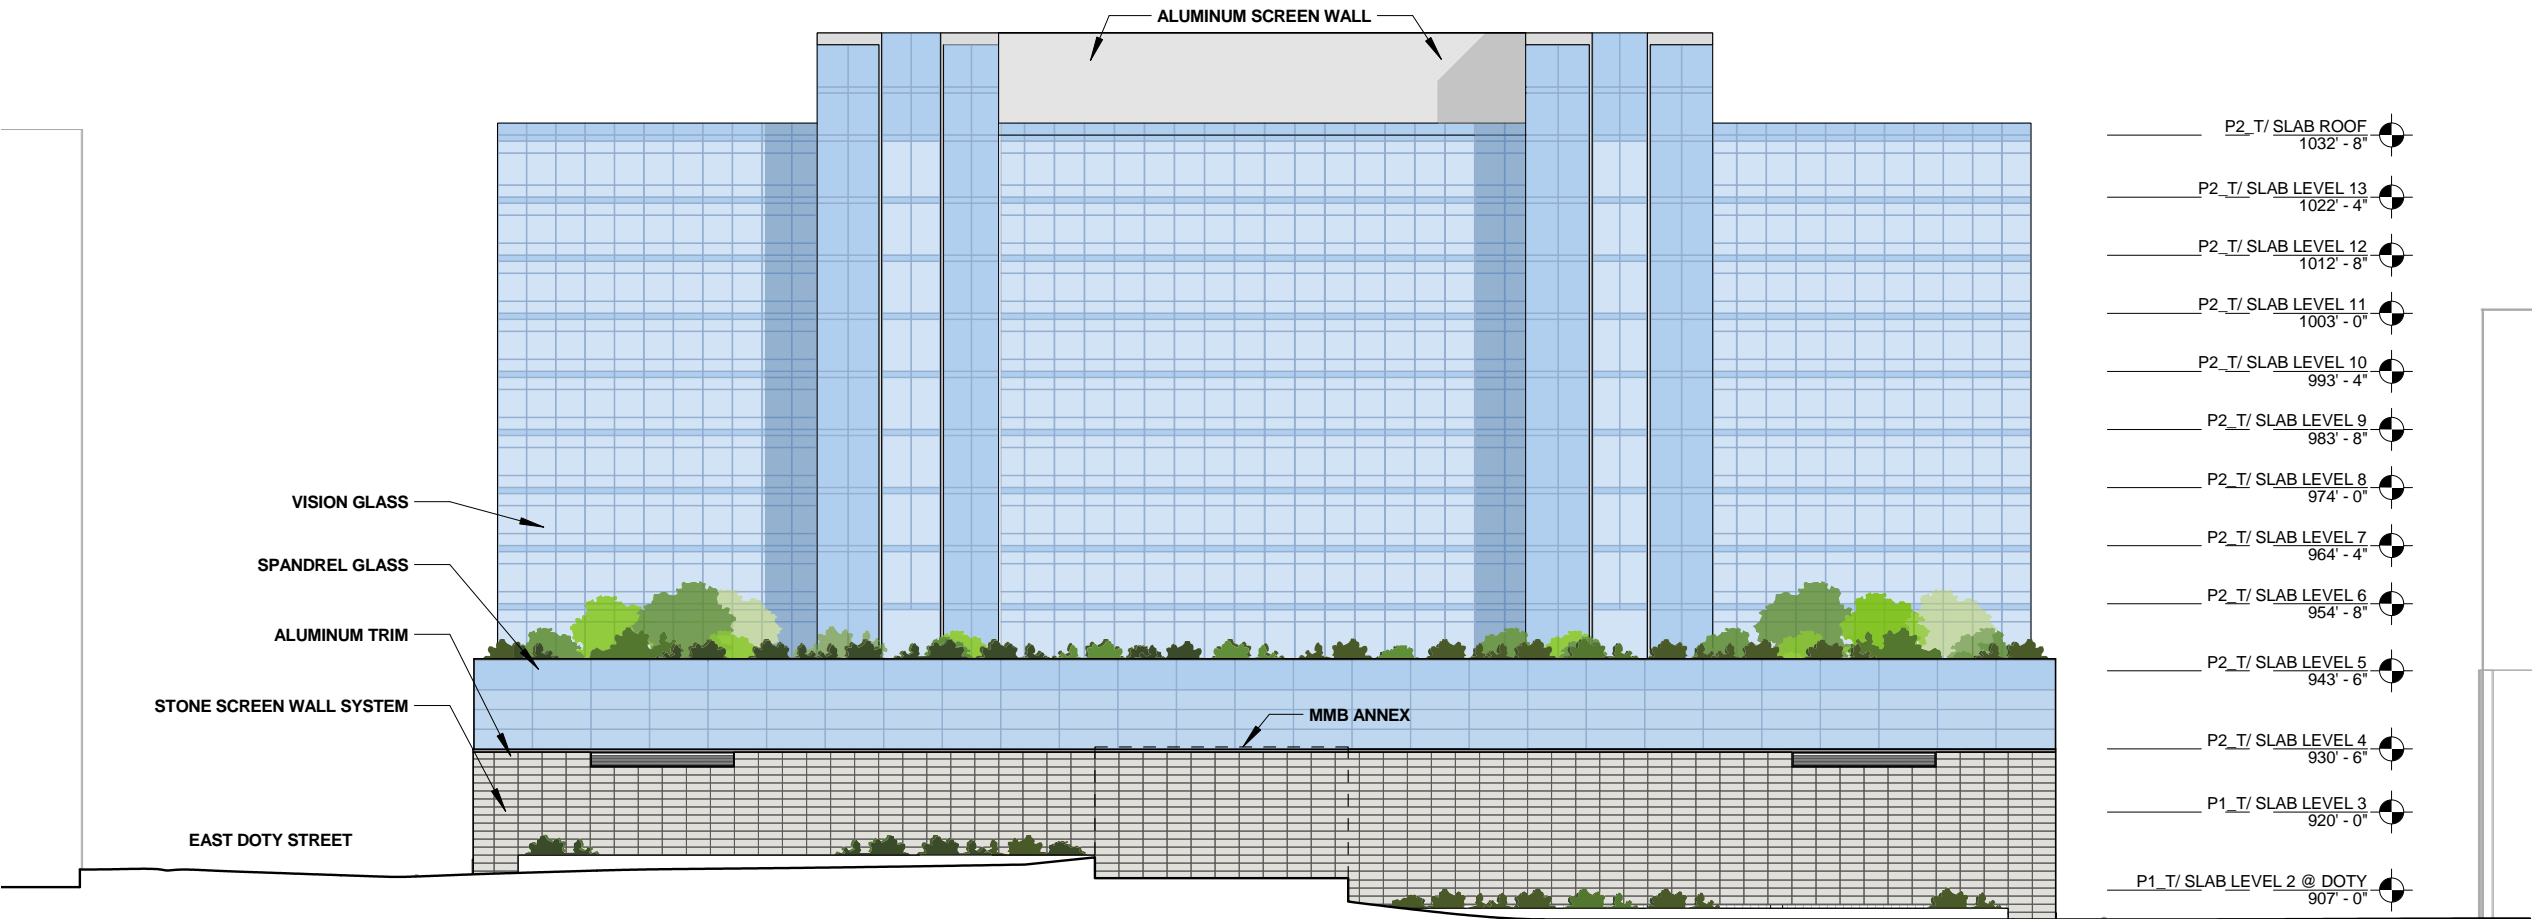 ALUMINUM SCREEN WALL
P2_T/ SLAB ROOF
1032' - 8"
P2_T/ SLAB LEVEL 13
1022' - 4"
P2_T/ SLAB LEVEL 12
1012' - 8"
P2_T/ SLAB LEVEL 11
1003' - 0"
P2_T/ SLAB LEVEL 10
993' - 4"
P2_T/ SLAB LEVEL 9
983' - 8"
P2_T/ SLAB LEVEL 8
974' - 0"
P2_T/ SLAB LEVEL 7
964' - 4"
P2_T/ SLAB LEVEL 6
954' - 8"
P2_T/ SLAB LEVEL 5
943' - 6"
P2_T/ SLAB LEVEL 4
930' - 6"
P1_T/ SLAB LEVEL 3
920' - 0"
P1_T/ SLAB LEVEL 2 @ DOTY
907' - 0"
VISION GLASS
SPANDREL GLASS
ALUMINUM TRIM
STONE SCREEN WALL SYSTEM
MMB ANNEX
EAST DOTY STREET